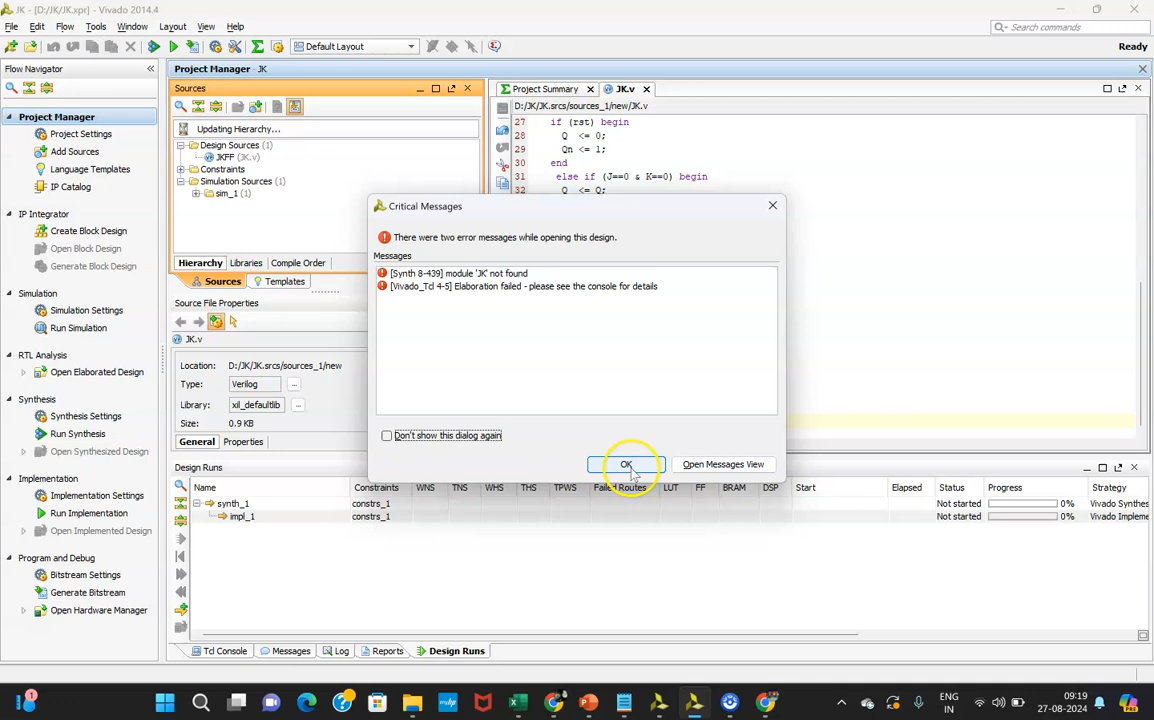 JK - [D:/JK/JK.xpr] - Vivado 2014.4
File Edit Flow Tools Window Layout View Help
Search commands
Default Layout
Ready
Flow Navigator
Project Manager - JK
Project Manager
Project Settings
Add Sources
Language Templates
IP Catalog
IP Integrator
Create Block Design
Open Block Design
Generate Block Design
Simulation
Simulation Settings
Run Simulation
RTL Analysis
Open Elaborated Design
Synthesis
Synthesis Settings
Run Synthesis
Open Synthesized Design
Implementation
Implementation Settings
Run Implementation
Open Implemented Design
Program and Debug
Bitstream Settings
Generate Bitstream
Open Hardware Manager
Sources
Updating Hierarchy...
Design Sources (1)
JKFF (JK.v)
Constraints
Simulation Sources (1)
sim_1 (1)
Hierarchy Libraries Compile Order
Sources Templates
Source File Properties
JK.v
Location: D:/JK/JK.srcs/sources_1/new
Type: Verilog ...
Library: xil_defaultlib ...
Size: 0.9 KB
General Properties
Project Summary JK.v
D:/JK/JK.srcs/sources_1/new/JK.v
27 if (rst) begin
28 Q <= 0;
29 Qn <= 1;
30 end
31 else if (J==0 & K==0) begin
32 Q <= Q;
Critical Messages
There were two error messages while opening this design.
Messages
[Synth 8-439] module 'JK' not found
[Vivado_Tcl 4-5] Elaboration failed - please see the console for details
Don't show this dialog again
OK Open Messages View
Design Runs
Name Constraints WNS TNS WHS THS TPWS Failed Routes LUT FF BRAM DSP Start Elapsed Status Progress Strategy
synth_1 constrs_1 Not started 0% Vivado Synthes
impl_1 constrs_1 Not started 0% Vivado Impleme
Tcl Console Messages Log Reports Design Runs
1
ENG
IN
09:19
27-08-2024